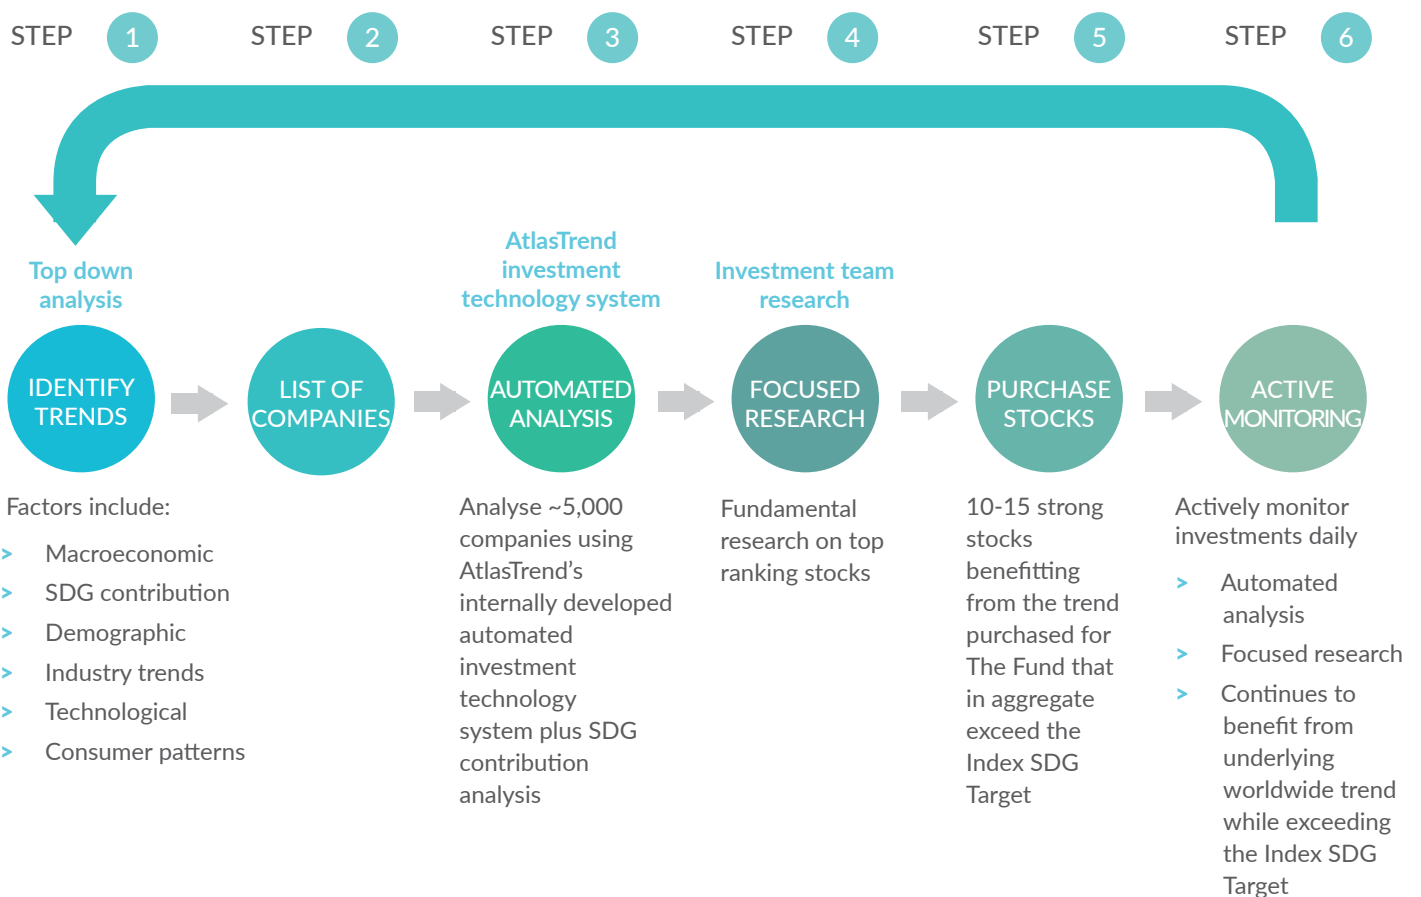 STEP 1
STEP 2
STEP 3
STEP 4
STEP 5
STEP 6
Top down
analysis
AtlasTrend
investment
technology system
Investment team
research
IDENTIFY
TRENDS
LIST OF
COMPANIES
AUTOMATED
ANALYSIS
FOCUSED
RESEARCH
PURCHASE
STOCKS
ACTIVE
MONITORING
Factors include:
> Macroeconomic
> SDG contribution
> Demographic
> Industry trends
> Technological
> Consumer patterns
Analyse ~5,000
companies using
AtlasTrend’s
internally developed
automated
investment
technology
system plus SDG
contribution
analysis
Fundamental
research on top
ranking stocks
10-15 strong
stocks
benefitting
from the trend
purchased for
The Fund that
in aggregate
exceed the
Index SDG
Target
Actively monitor
investments daily
> Automated
analysis
> Focused research
> Continues to
benefit from
underlying
worldwide trend
while exceeding
the Index SDG
Target